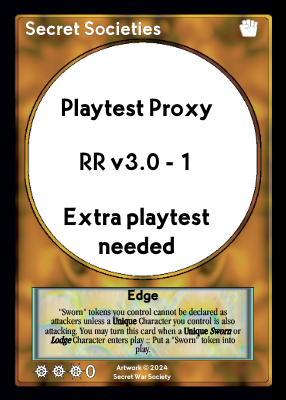 Secret Societies
Playtest Proxy
RR v3.0 - 1
Extra playtest
needed
Edge
"Sworn" tokens you control cannot be declared as
attackers unless a Unique Character you control is also
attacking. You may turn this card when a Unique Sworn or
Lodge Character enters play :: Put a "Sworn" token into
play.
0
Artwork © 2024
Secret War Society